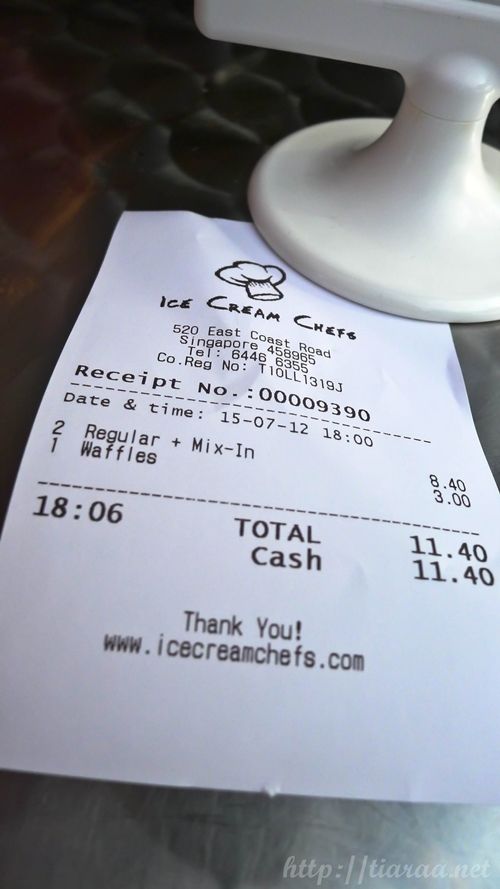 ICE CREAM CHEFS
520 East Coast Road
Singapore 458965
Tel: 6446 6355
Co.Reg No: T10LL1319J
Receipt No.:00009390
Date & time: 15-07-12 18:00
2 Regular + Mix-In 8.40
1 Waffles 3.00
18:06 TOTAL 11.40
Cash 11.40
Thank You!
www.icecreamchefs.com
http://tiaraa.net